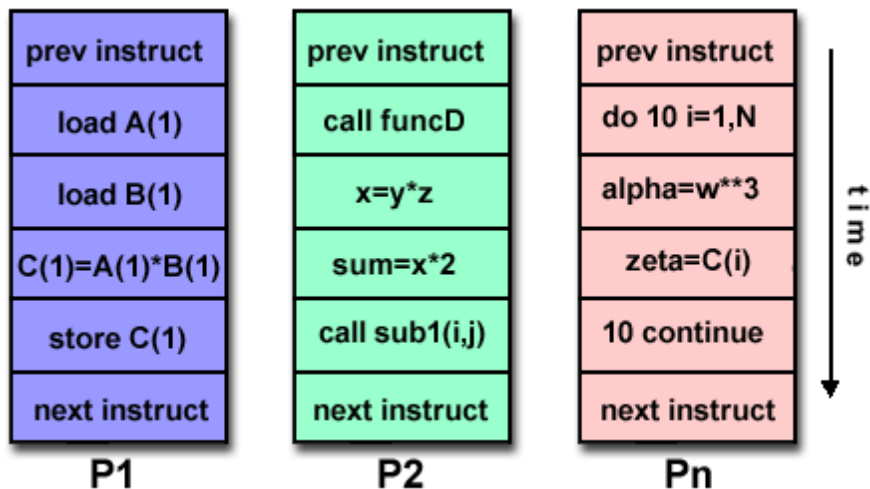 prev instruct
load A(1)
load B(1)
C(1)=A(1)*B(1)
store C(1)
next instruct
P1
prev instruct
call funcD
x=y*z
sum=x*2
call sub1(i,j)
next instruct
P2
prev instruct
do 10 i=1,N
alpha=w**3
zeta=C(i)
10 continue
next instruct
Pn
time